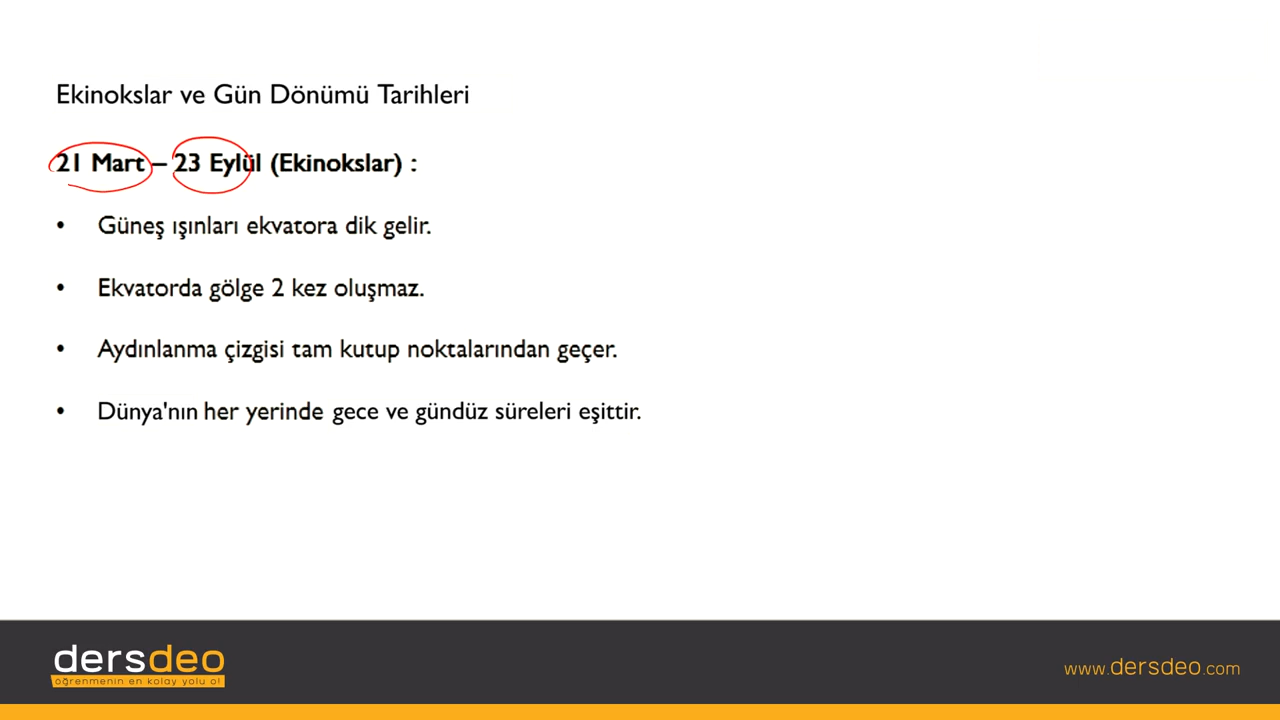 Ekinokslar ve Gün Dönümü Tarihleri
21 Mart – 23 Eylül (Ekinokslar) :
• Güneş ışınları ekvatora dik gelir.
• Ekvatorda gölge 2 kez oluşmaz.
• Aydınlanma çizgisi tam kutup noktalarından geçer.
• Dünya'nın her yerinde gece ve gündüz süreleri eşittir.
dersdeo
öğrenmenin en kolay yolu o!
www.dersdeo.com